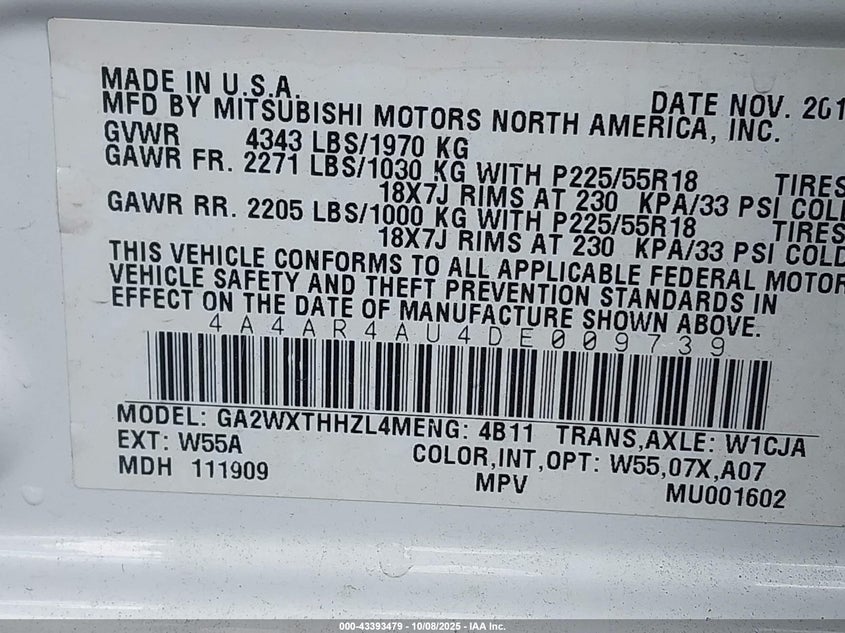 MADE IN U.S.A.
DATE NOV. 201
MFD BY MITSUBISHI MOTORS NORTH AMERICA, INC.
GVWR 4343 LBS/1970 KG
GAWR FR. 2271 LBS/1030 KG WITH P225/55R18 TIRES
18X7J RIMS AT 230 KPA/33 PSI COLD
GAWR RR. 2205 LBS/1000 KG WITH P225/55R18 TIRES
18X7J RIMS AT 230 KPA/33 PSI COLD
THIS VEHICLE CONFORMS TO ALL APPLICABLE FEDERAL MOTOR
VEHICLE SAFETY AND THEFT PREVENTION STANDARDS IN
EFFECT ON THE DATE OF MANUFACTURE SHOWN ABOVE.
4A4AR4AU4DE009739
MODEL: GA2WXTHHZL4MENG: 4B11 TRANS,AXLE: W1CJA
EXT: W55A COLOR,INT,OPT: W55,07X,A07
MDH 111909 MPV MU001602
000-43393479 - 10/08/2025 - IAA Inc.